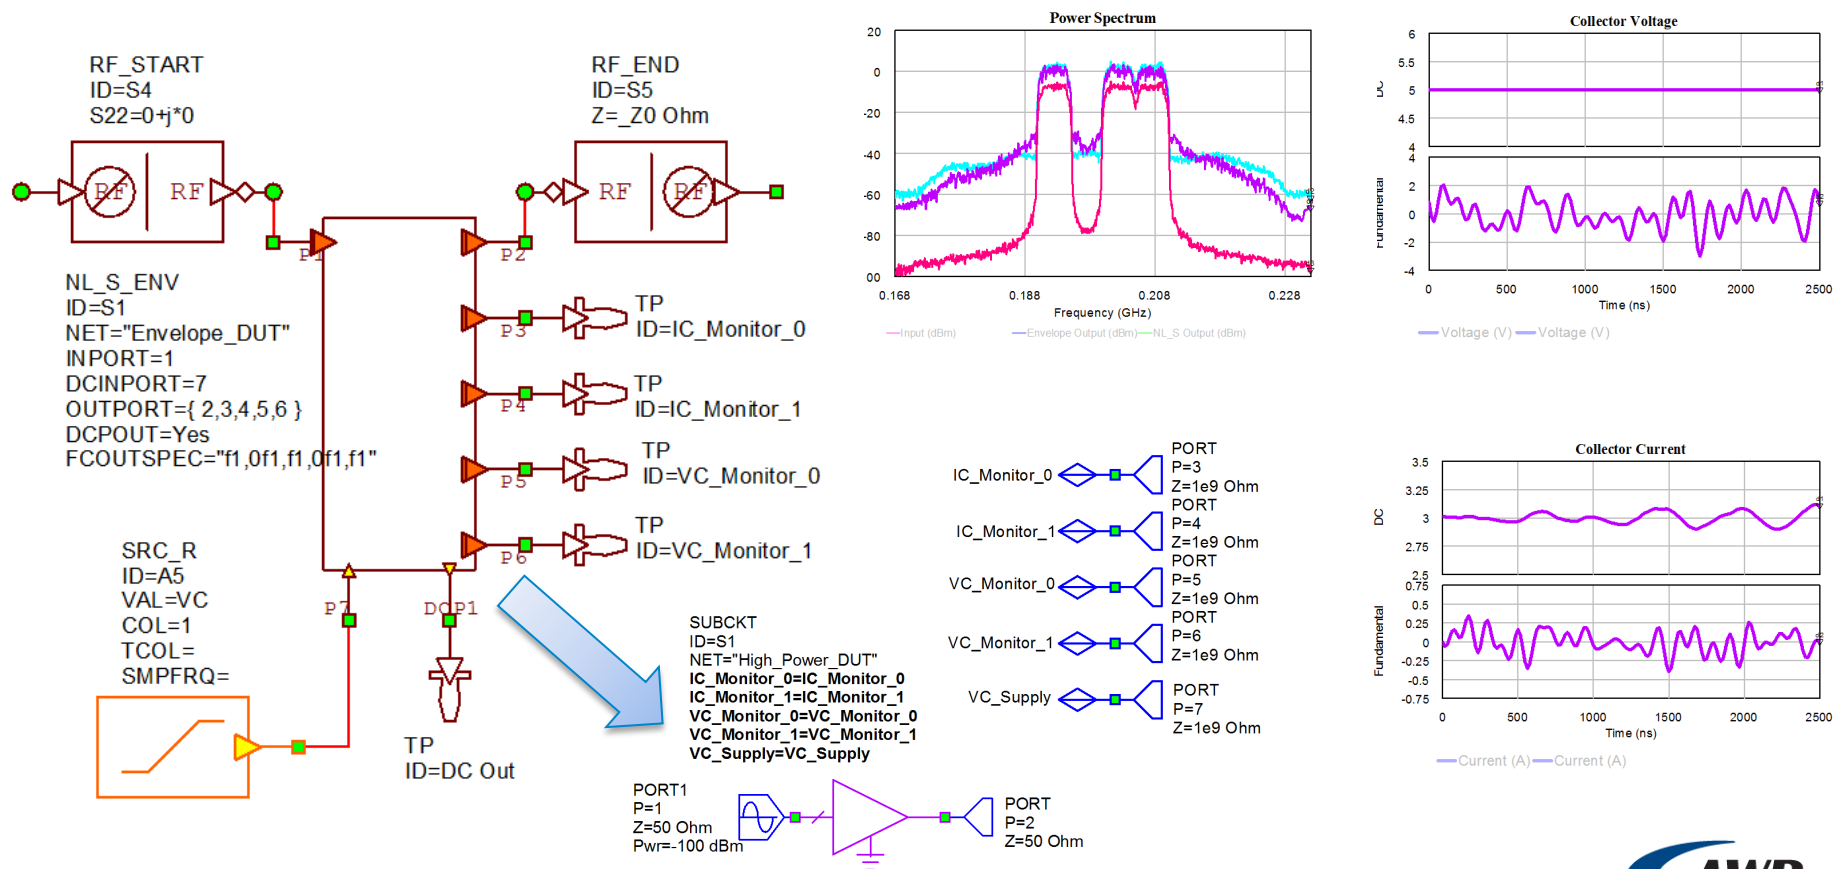 RF_START
ID=S4
S22=0+j*0
RF
RF
RF_END
ID=S5
Z=_Z0 Ohm
RF
RF
P1
P2
NL_S_ENV
ID=S1
NET="Envelope_DUT"
INPORT=1
DCINPORT=7
OUTPORT={ 2,3,4,5,6 }
DCPOUT=Yes
FCOUTSPEC="f1,0f1,f1,0f1,f1"
P3
TP
ID=IC_Monitor_0
P4
TP
ID=IC_Monitor_1
P5
TP
ID=VC_Monitor_0
P6
TP
ID=VC_Monitor_1
SRC_R
ID=A5
VAL=VC
COL=1
TCOL=
SMPFRQ=
P7
DCP1
TP
ID=DC Out
SUBCKT
ID=S1
NET="High_Power_DUT"
IC_Monitor_0=IC_Monitor_0
IC_Monitor_1=IC_Monitor_1
VC_Monitor_0=VC_Monitor_0
VC_Monitor_1=VC_Monitor_1
VC_Supply=VC_Supply
PORT1
P=1
Z=50 Ohm
Pwr=-100 dBm
PORT
P=2
Z=50 Ohm
IC_Monitor_0
PORT
P=3
Z=1e9 Ohm
IC_Monitor_1
PORT
P=4
Z=1e9 Ohm
VC_Monitor_0
PORT
P=5
Z=1e9 Ohm
VC_Monitor_1
PORT
P=6
Z=1e9 Ohm
VC_Supply
PORT
P=7
Z=1e9 Ohm
Power Spectrum
20
0
-20
-40
-60
-80
00
0.168 0.188 0.208 0.228
Frequency (GHz)
Input (dBm) Envelope Output (dBm) NL_S Output (dBm)
Collector Voltage
6
5.5
5
4.5
4
DC
4
2
0
-2
-4
Fundamental
0 500 1000 1500 2000 2500
Time (ns)
Voltage (V) Voltage (V)
Collector Current
3.5
3.25
3
2.75
2.5
DC
0.75
0.5
0.25
0
-0.25
-0.5
-0.75
Fundamental
0 500 1000 1500 2000 2500
Time (ns)
Current (A) Current (A)
AWR